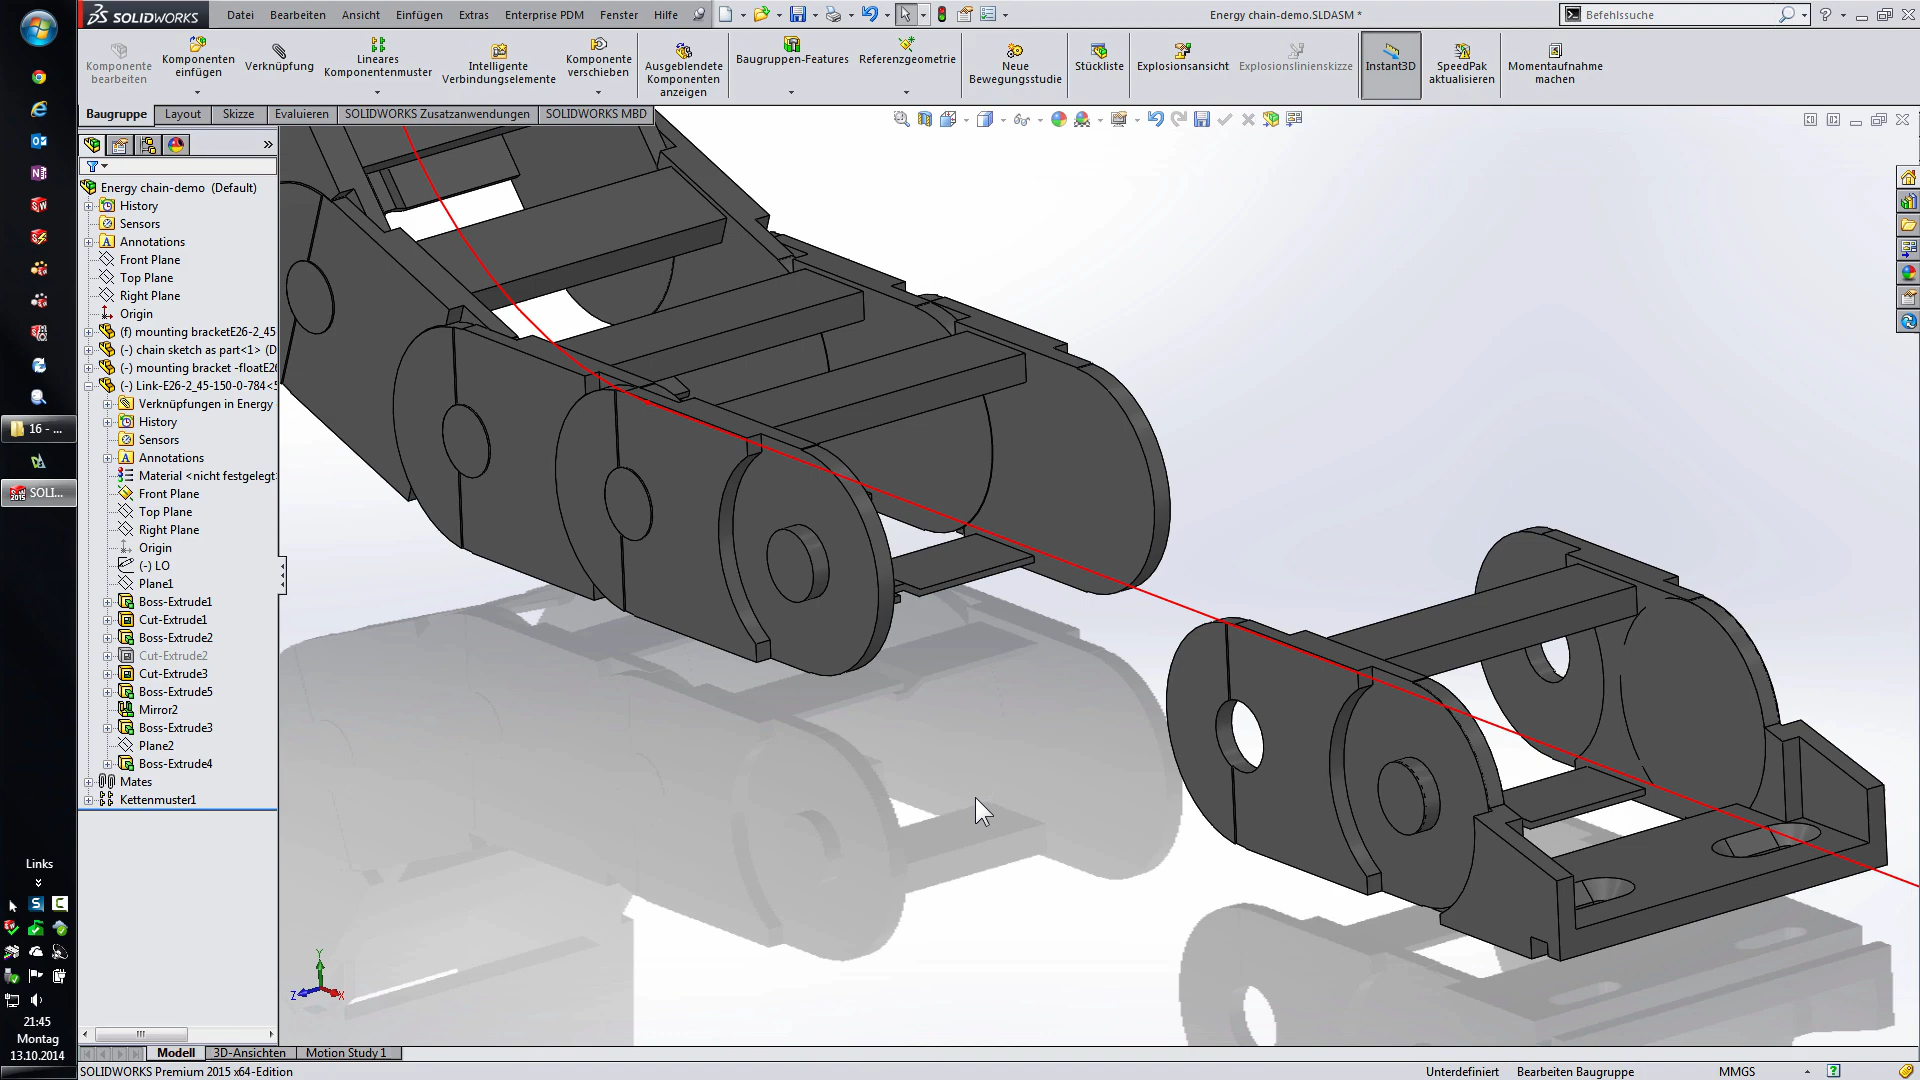 SOLIDWORKS
Datei Bearbeiten Ansicht Einfügen Extras Enterprise PDM Fenster Hilfe
Energy chain-demo.SLDASM *
Befehlssuche
Komponente bearbeiten
Komponenten einfügen
Verknüpfung
Lineares Komponentenmuster
Intelligente Verbindungselemente
Komponente verschieben
Ausgeblendete Komponenten anzeigen
Baugruppen-Features
Referenzgeometrie
Neue Bewegungsstudie
Stückliste
Explosionsansicht
Explosionslinienskizze
Instant3D
SpeedPak aktualisieren
Momentaufnahme machen
Baugruppe Layout Skizze Evaluieren SOLIDWORKS Zusatzanwendungen SOLIDWORKS MBD
Energy chain-demo (Default)
History
Sensors
Annotations
Front Plane
Top Plane
Right Plane
Origin
(f) mounting bracketE26-2_45
(-) chain sketch as part<1> (D
(-) mounting bracket -floatE2
(-) Link-E26-2_45-150-0-784<
Verknüpfungen in Energy
History
Sensors
Annotations
Material <nicht festgelegt
Front Plane
Top Plane
Right Plane
Origin
(-) LO
Plane1
Boss-Extrude1
Cut-Extrude1
Boss-Extrude2
Cut-Extrude2
Cut-Extrude3
Boss-Extrude5
Mirror2
Boss-Extrude3
Plane2
Boss-Extrude4
Mates
Kettenmuster1
16 - ...
SOLI...
Links
21:45
Montag
13.10.2014
Y
Z
X
Modell 3D-Ansichten Motion Study 1
SOLIDWORKS Premium 2015 x64-Edition
Unterdefiniert Bearbeiten Baugruppe MMGS